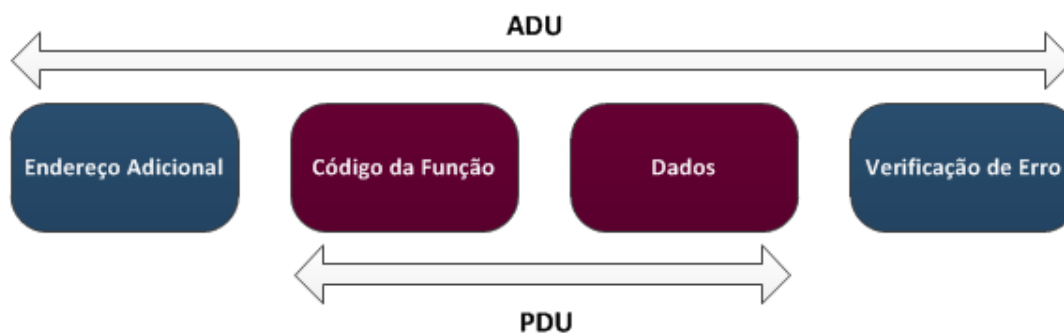 ADU
Endereço Adicional
Código da Função
Dados
Verificação de Erro
PDU